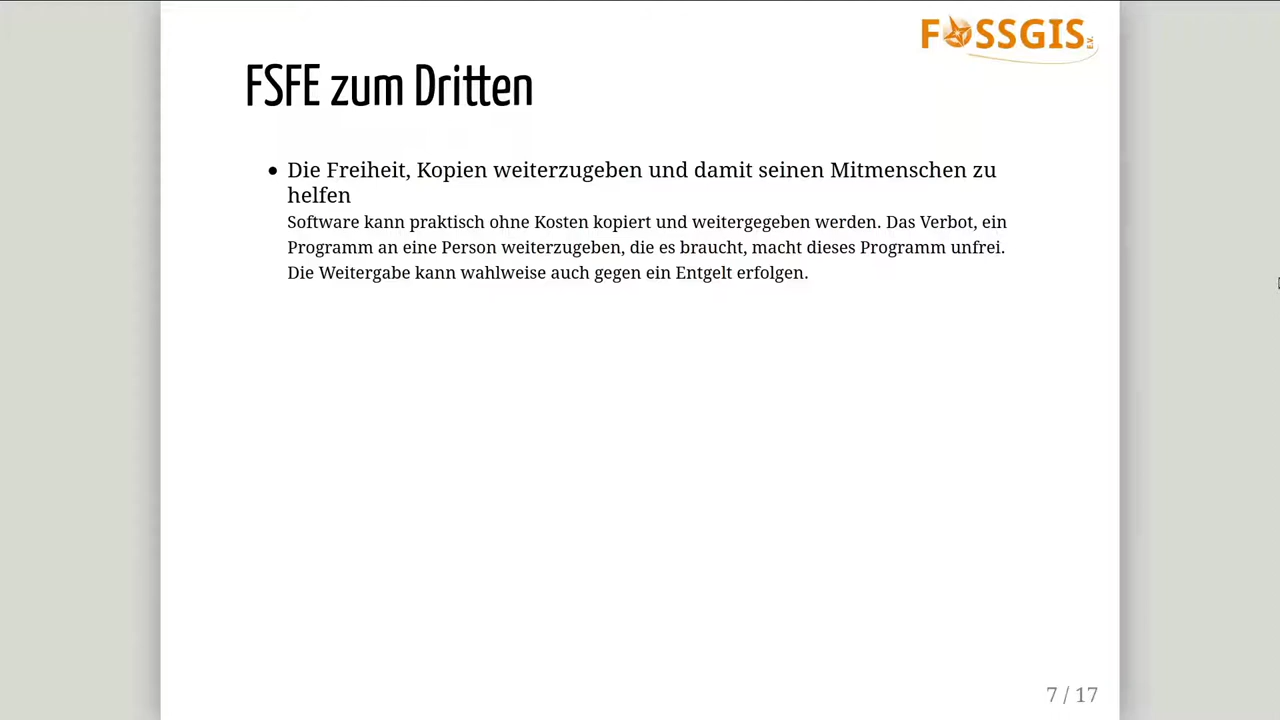 FOSSGIS e.V.
FSFE zum Dritten
• Die Freiheit, Kopien weiterzugeben und damit seinen Mitmenschen zu
helfen
Software kann praktisch ohne Kosten kopiert und weitergegeben werden. Das Verbot, ein
Programm an eine Person weiterzugeben, die es braucht, macht dieses Programm unfrei.
Die Weitergabe kann wahlweise auch gegen ein Entgelt erfolgen.
7 / 17